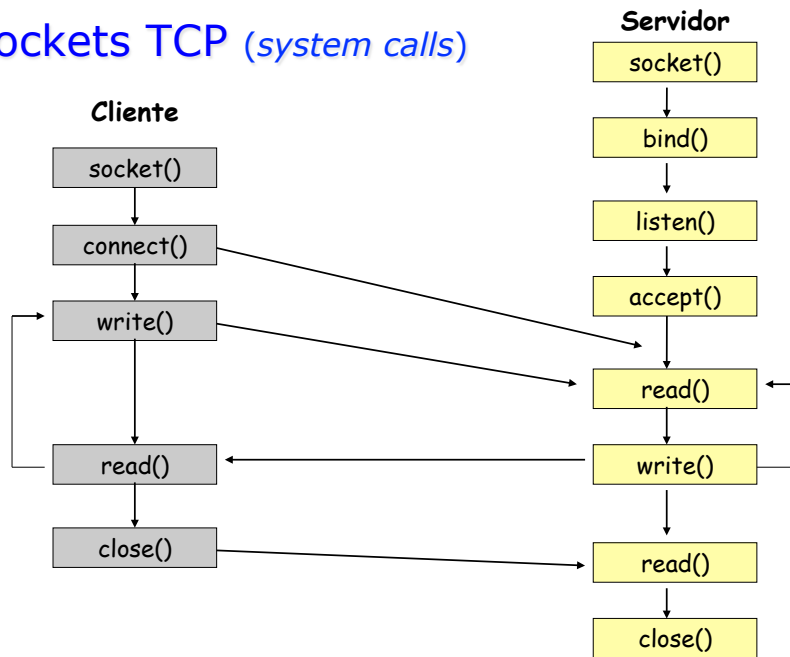 ockets TCP (system calls)
Cliente
socket()
connect()
write()
read()
close()
Servidor
socket()
bind()
listen()
accept()
read()
write()
read()
close()